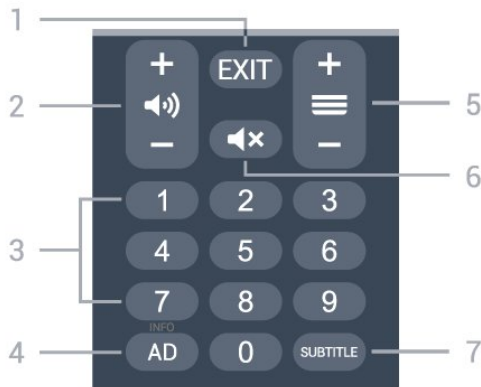 1
+ EXIT +
2 5
- -
6
1 2 3
3
4 5 6
7 8 9
INFO
4 AD 0 SUBTITLE 7